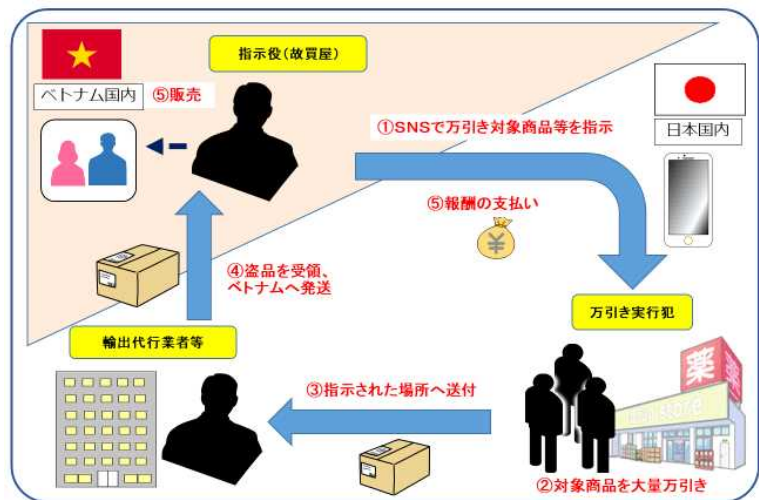 指示役(故買屋)
ベトナム国内
⑤販売
①SNSで万引き対象商品等を指示
日本国内
⑤報酬の支払い
④盗品を受領、
ベトナムへ発送
万引き実行犯
輸出代行業者等
③指示された場所へ送付
薬
store
②対象商品を大量万引き